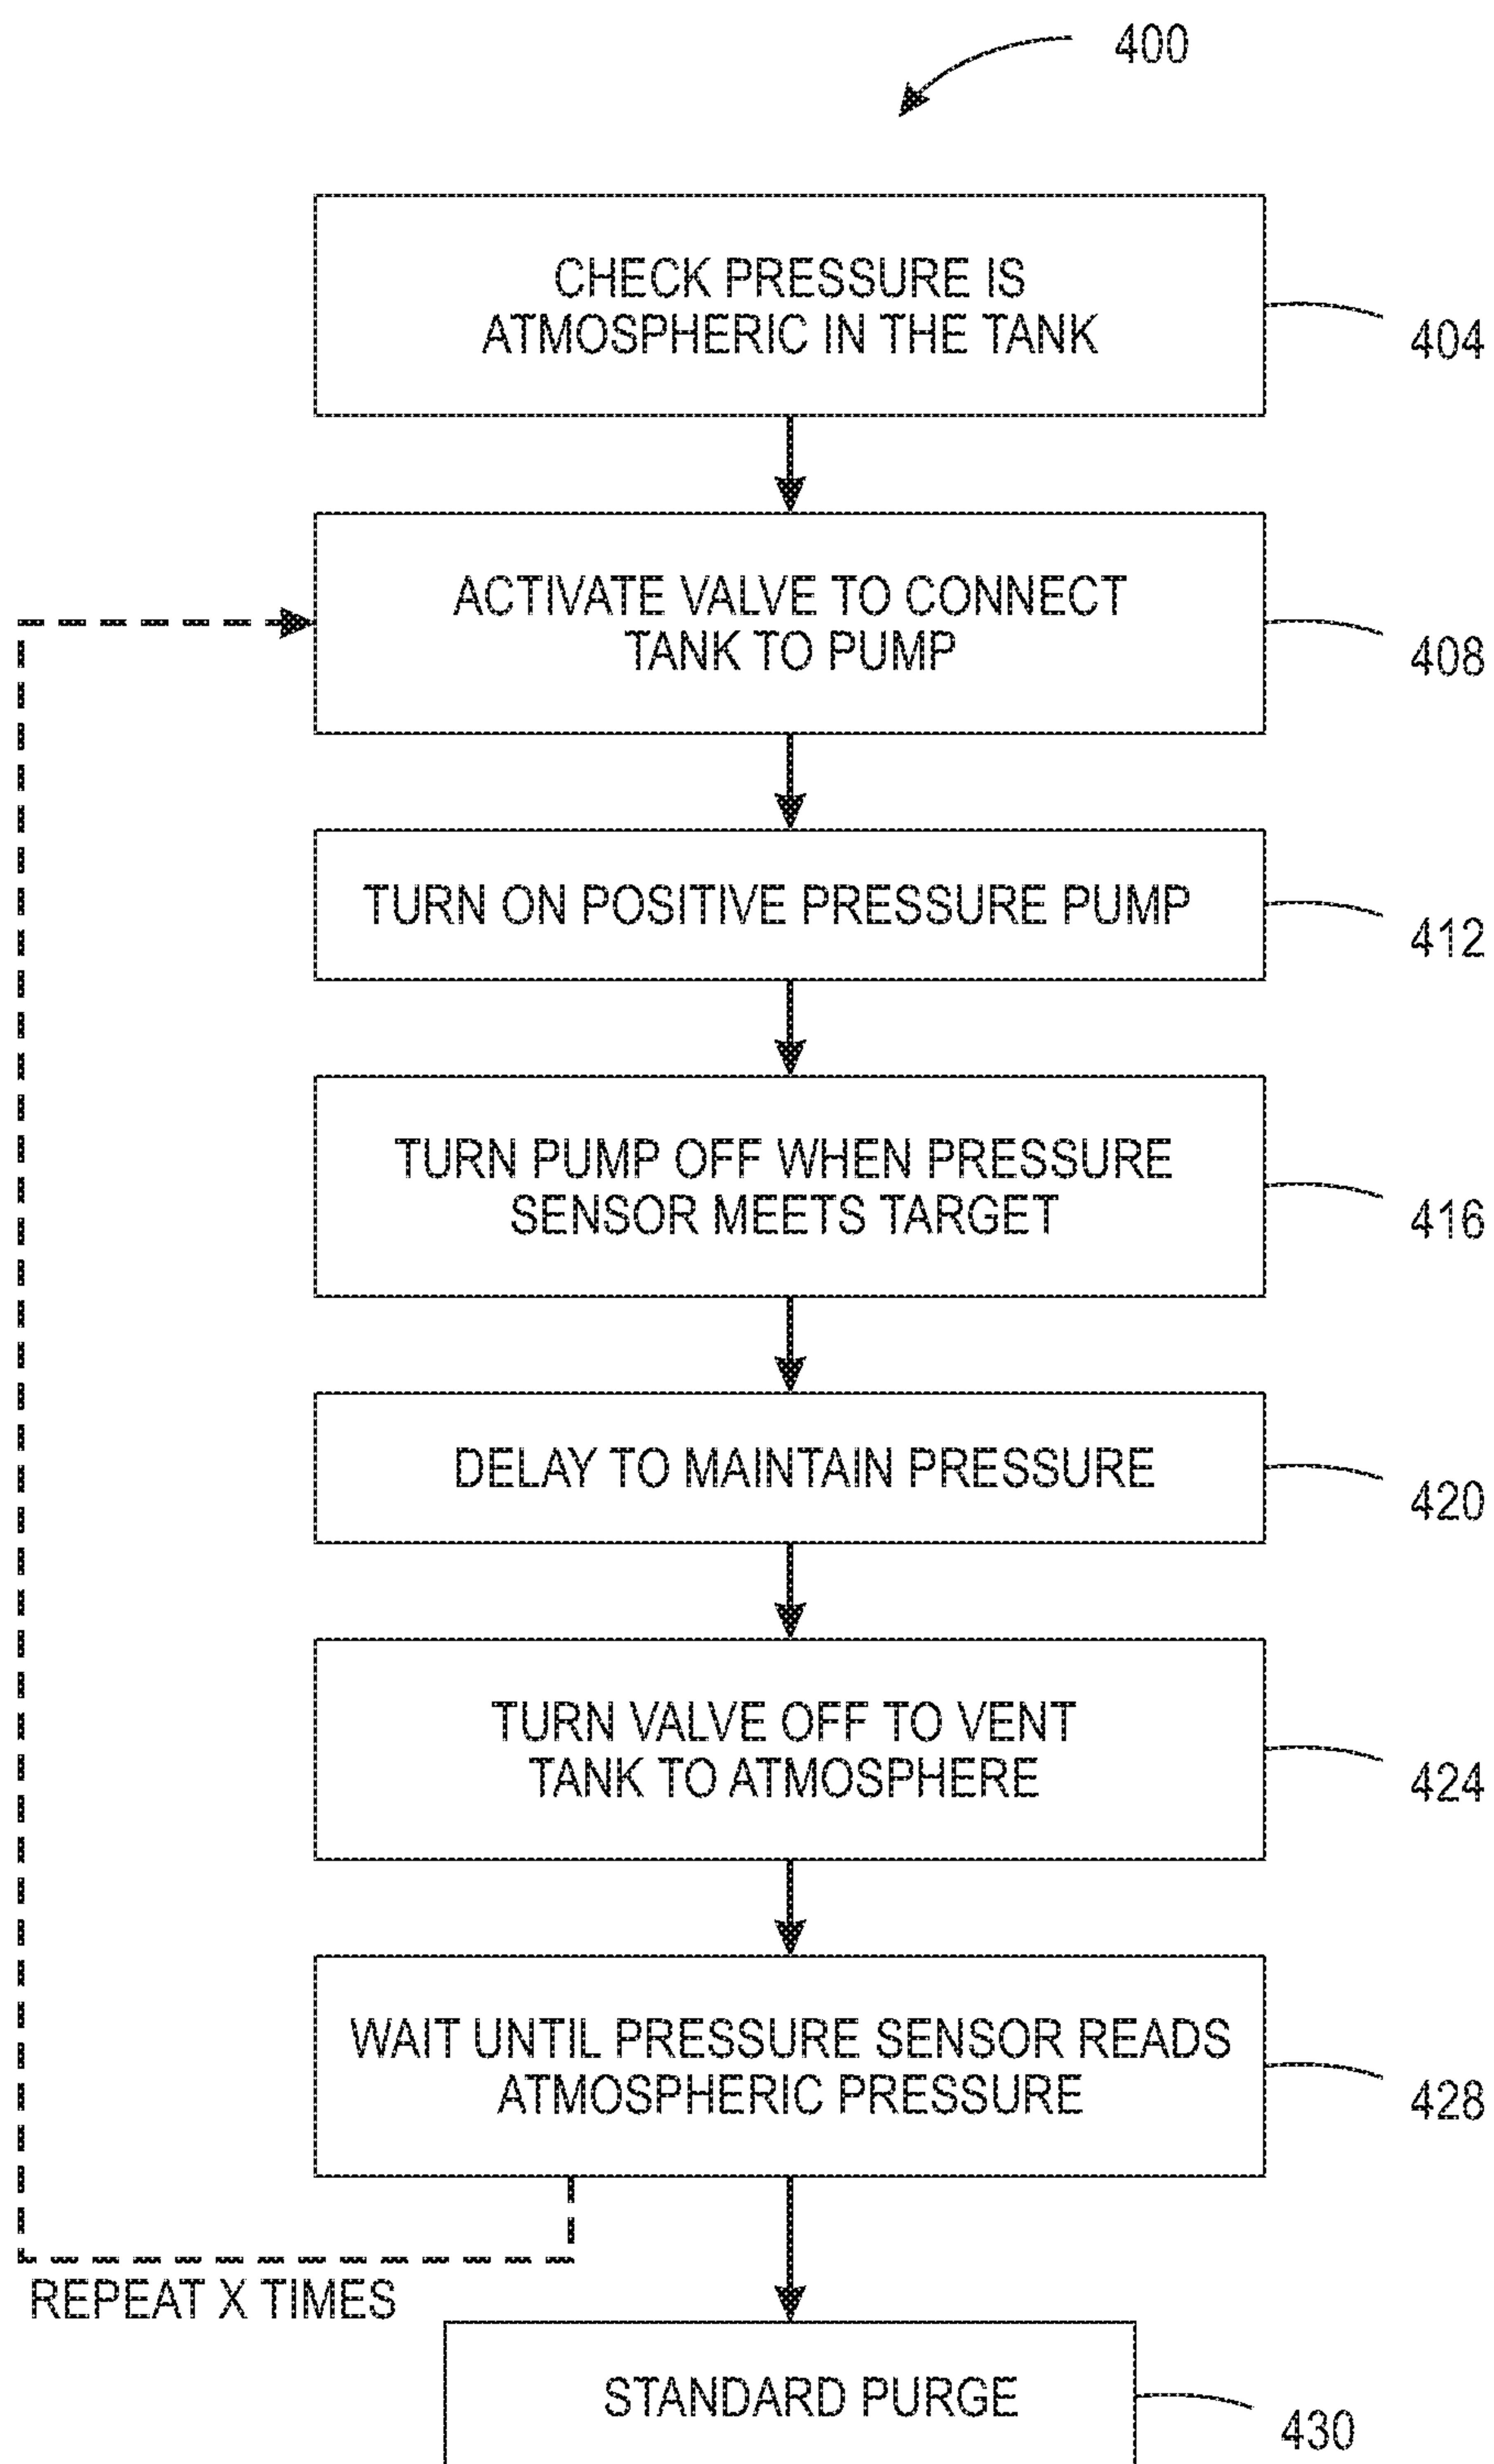 400
CHECK PRESSURE IS
ATMOSPHERIC IN THE TANK
404
ACTIVATE VALVE TO CONNECT
TANK TO PUMP
408
TURN ON POSITIVE PRESSURE PUMP
412
TURN PUMP OFF WHEN PRESSURE
SENSOR MEETS TARGET
416
DELAY TO MAINTAIN PRESSURE
420
TURN VALVE OFF TO VENT
TANK TO ATMOSPHERE
424
WAIT UNTIL PRESSURE SENSOR READS
ATMOSPHERIC PRESSURE
428
REPEAT X TIMES
STANDARD PURGE
430